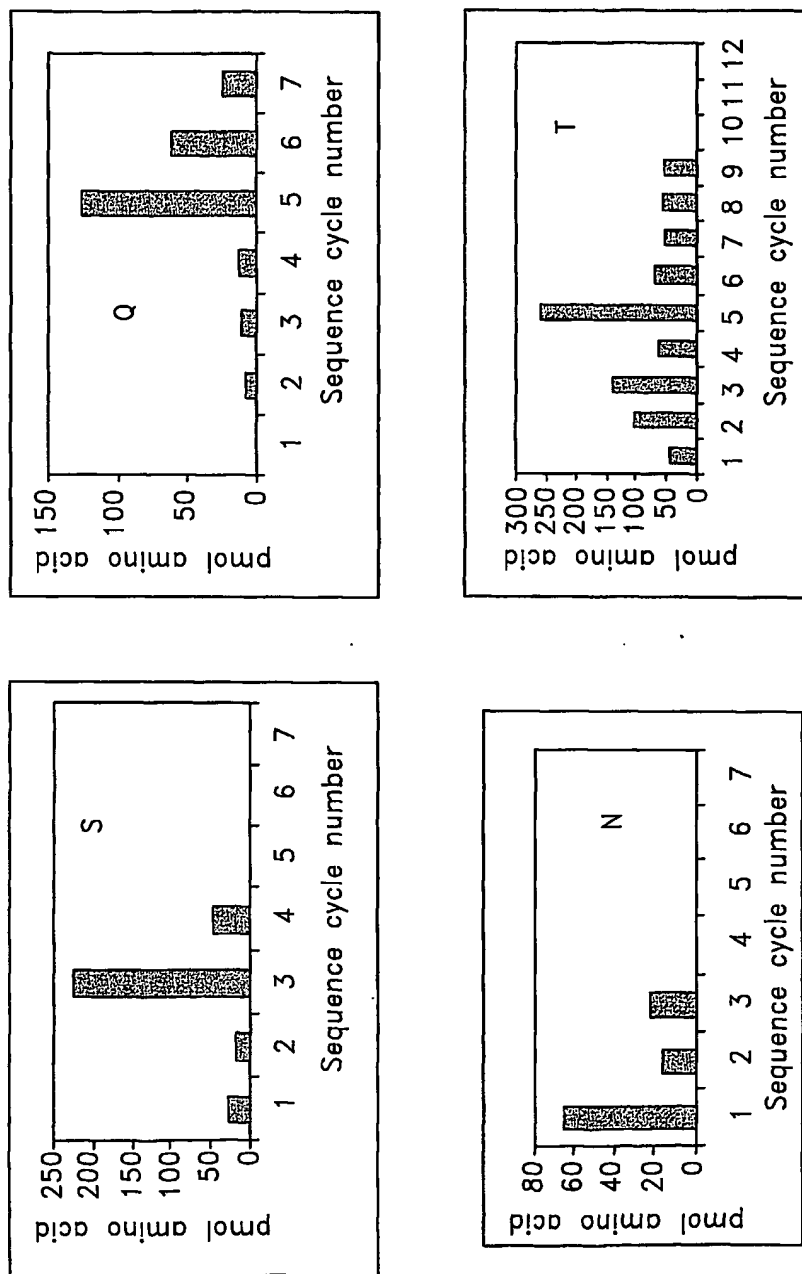 250
200
150
100
50
0
pmol amino acid
S
1 2 3 4 5 6 7
Sequence cycle number
150
100
50
0
pmol amino acid
Q
1 2 3 4 5 6 7
Sequence cycle number
80
60
40
20
0
pmol amino acid
N
1 2 3 4 5 6 7
Sequence cycle number
300
250
200
150
100
50
0
pmol amino acid
T
1 2 3 4 5 6 7 8 9 10 11 12
Sequence cycle number